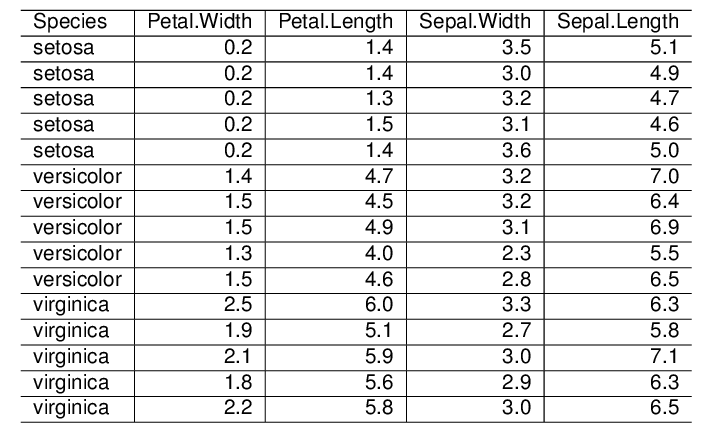 Species Petal.Width Petal.Length Sepal.Width Sepal.Length
setosa 0.2 1.4 3.5 5.1
setosa 0.2 1.4 3.0 4.9
setosa 0.2 1.3 3.2 4.7
setosa 0.2 1.5 3.1 4.6
setosa 0.2 1.4 3.6 5.0
versicolor 1.4 4.7 3.2 7.0
versicolor 1.5 4.5 3.2 6.4
versicolor 1.5 4.9 3.1 6.9
versicolor 1.3 4.0 2.3 5.5
versicolor 1.5 4.6 2.8 6.5
virginica 2.5 6.0 3.3 6.3
virginica 1.9 5.1 2.7 5.8
virginica 2.1 5.9 3.0 7.1
virginica 1.8 5.6 2.9 6.3
virginica 2.2 5.8 3.0 6.5